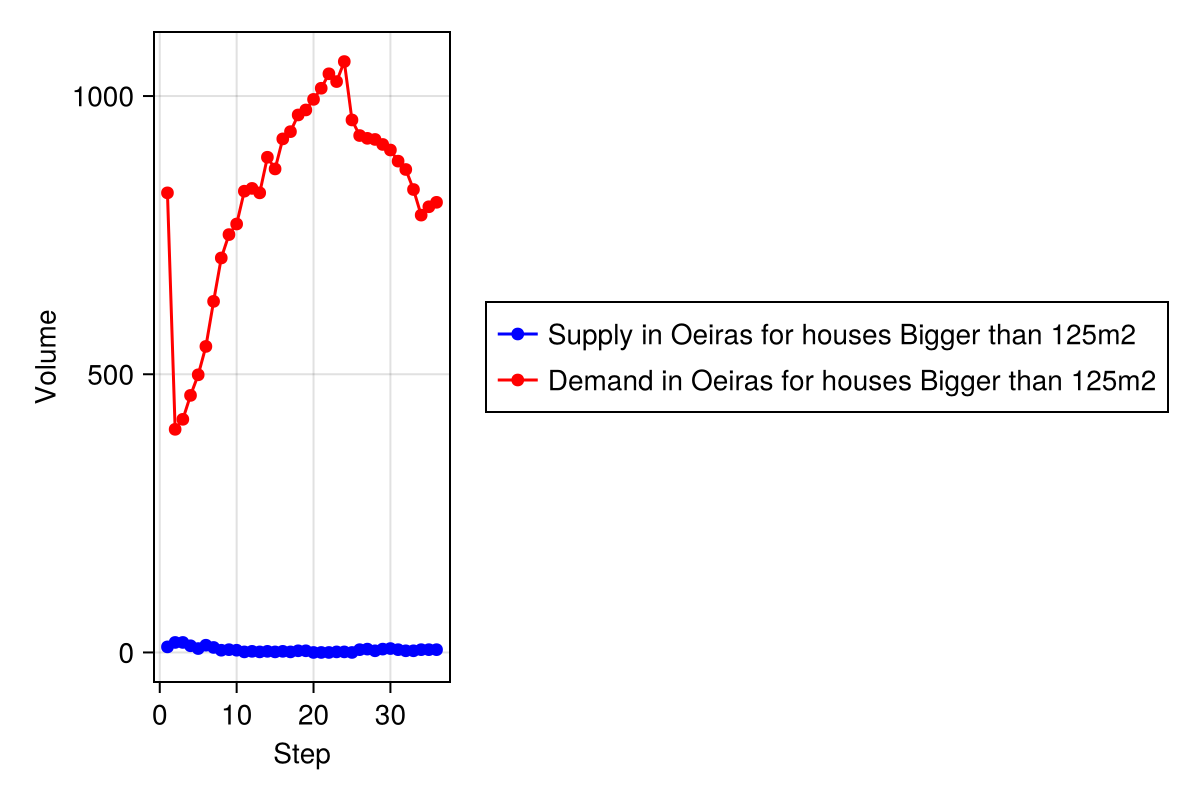 1000
500
0
Volume
0 10 20 30
Step
Supply in Oeiras for houses Bigger than 125m2
Demand in Oeiras for houses Bigger than 125m2